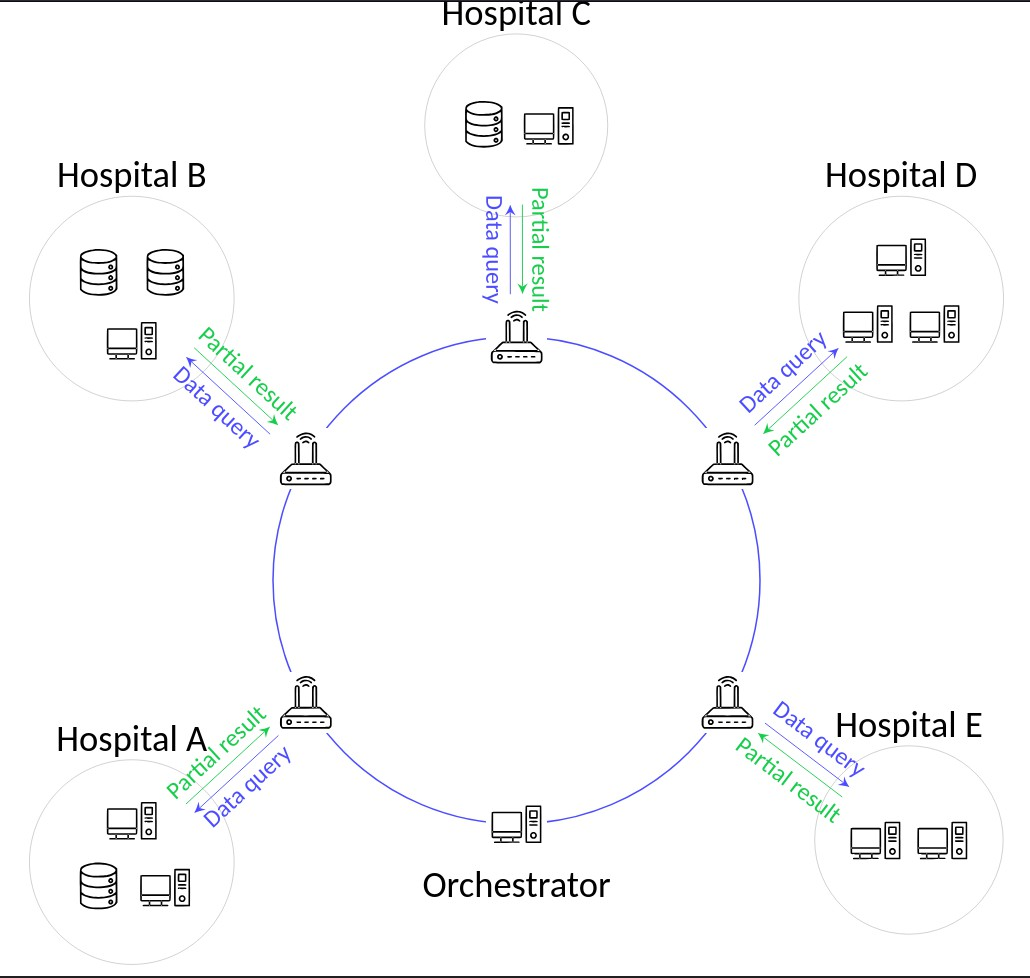 Hospital C
Hospital B
Hospital D
Data query
Partial result
Partial result
Data query
Data query
Partial result
Hospital A
Partial result
Data query
Data query
Hospital E
Partial result
Orchestrator